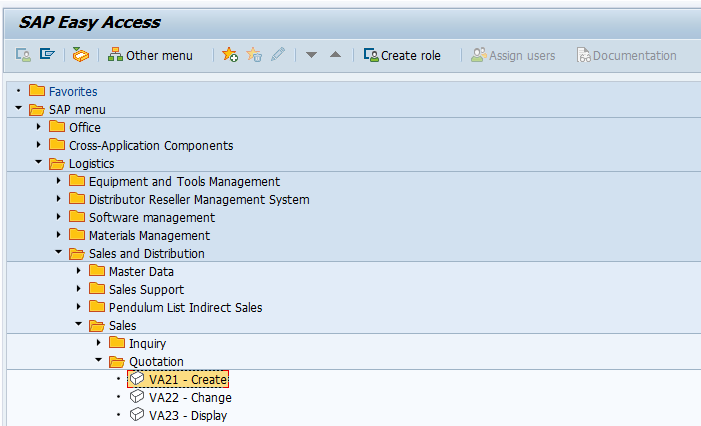 SAP Easy Access
Other menu Create role Assign users Documentation
Favorites
SAP menu
Office
Cross-Application Components
Logistics
Equipment and Tools Management
Distributor Reseller Management System
Software management
Materials Management
Sales and Distribution
Master Data
Sales Support
Pendulum List Indirect Sales
Sales
Inquiry
Quotation
VA21 - Create
VA22 - Change
VA23 - Display